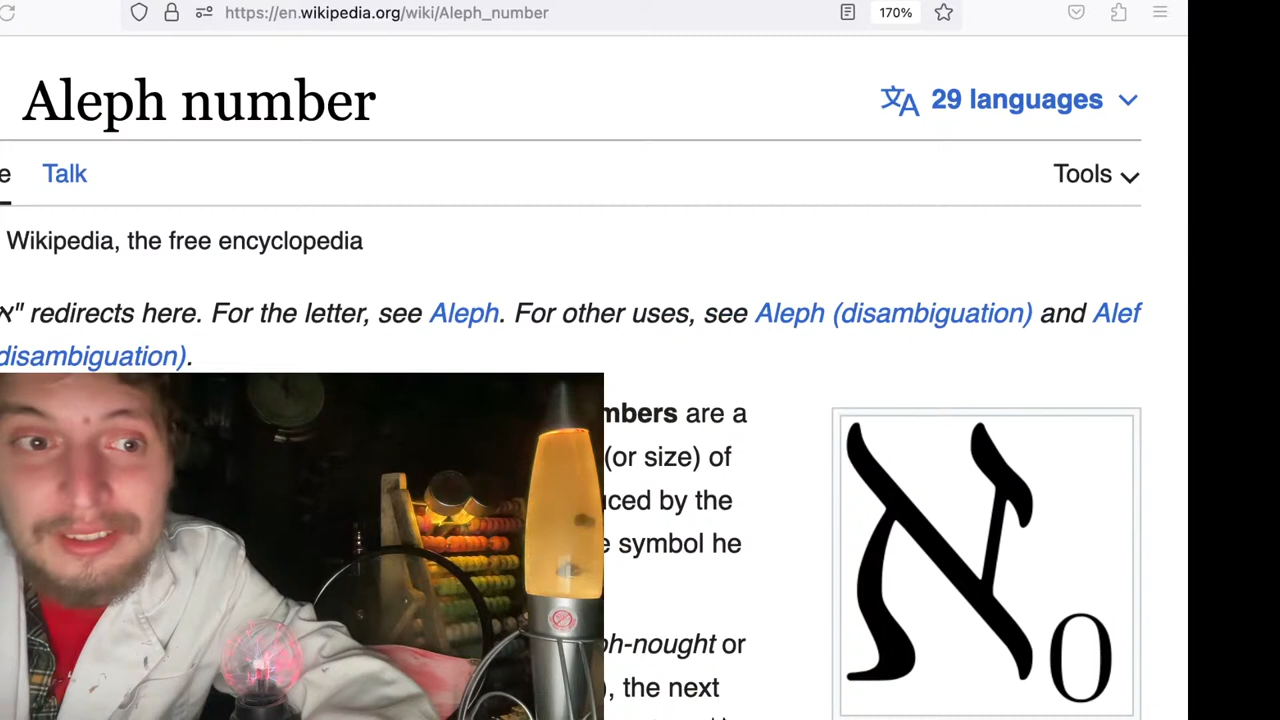 https://en.wikipedia.org/wiki/Aleph_number
170%
Aleph number
29 languages
Talk
Tools
Wikipedia, the free encyclopedia
א" redirects here. For the letter, see Aleph. For other uses, see Aleph (disambiguation) and Alef
disambiguation).
mbers are a
(or size) of
uced by the
symbol he
ph-nought or
), the next
א0